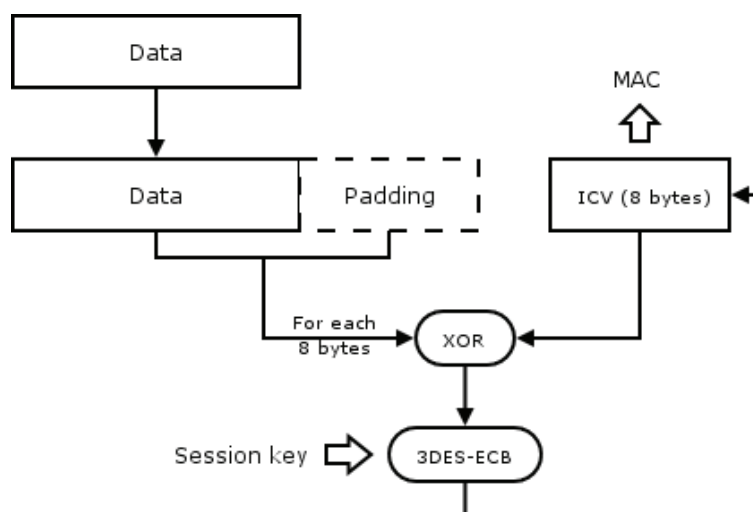 Data
MAC
Data
Padding
ICV (8 bytes)
For each
8 bytes
XOR
Session key
3DES-ECB